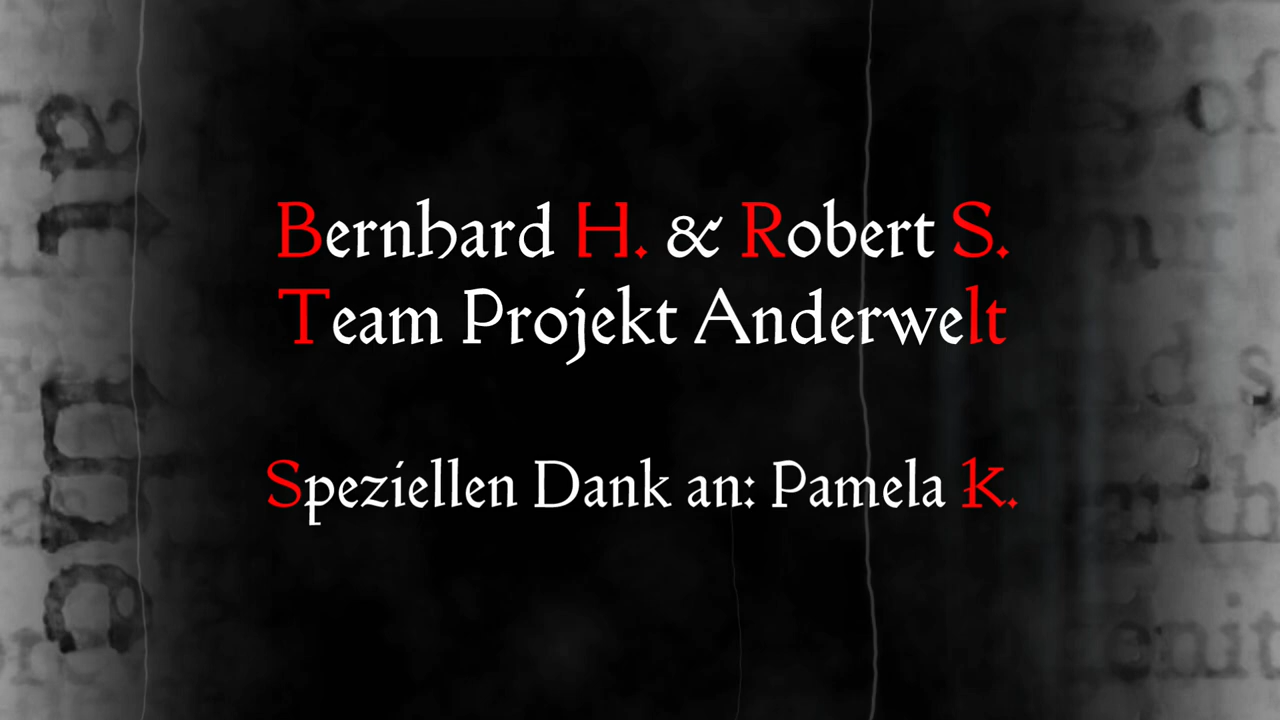 Bernhard H. & Robert S.
Team Projekt Anderwelt
Speziellen Dank an: Pamela K.